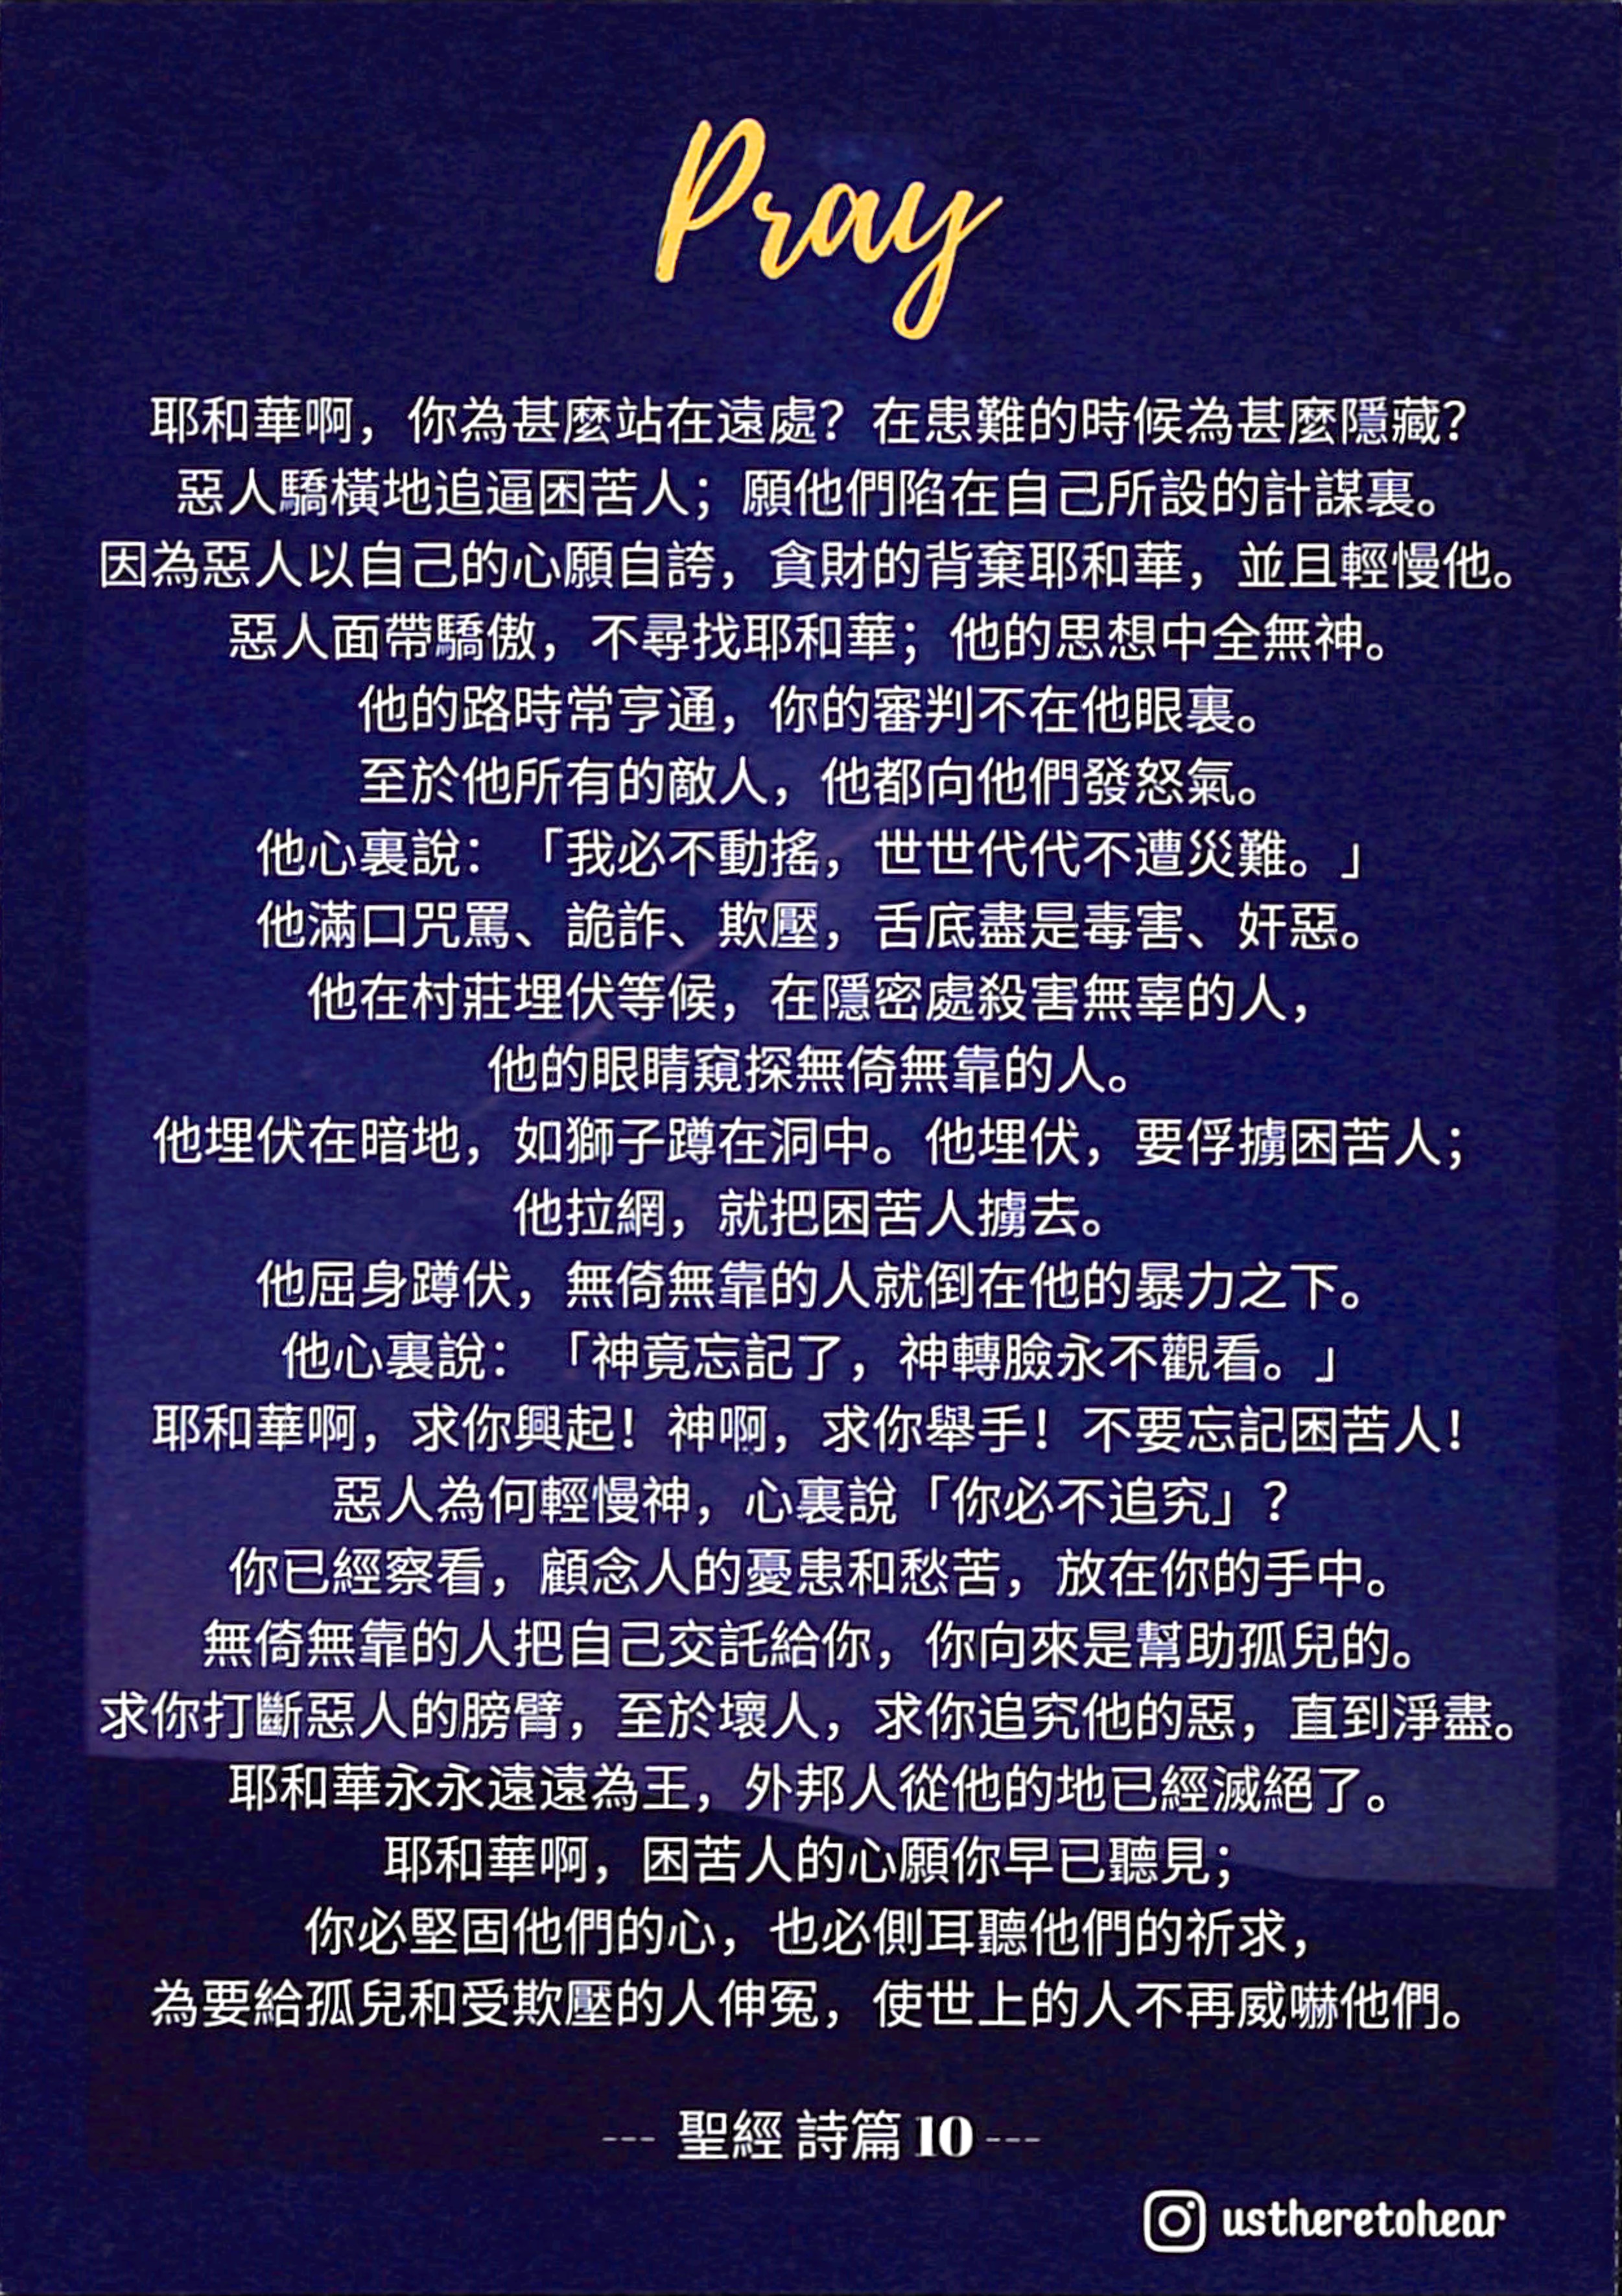 Pray
耶和華啊，你為甚麼站在遠處？在患難的時候為甚麼隱藏？
惡人驕橫地追逼困苦人；願他們陷在自己所設的計謀裏。
因為惡人以自己的心願自誇，貪財的背棄耶和華，並且輕慢他。
惡人面帶驕傲，不尋找耶和華；他的思想中全無神。
他的路時常亨通，你的審判不在他眼裏。
至於他所有的敵人，他都向他們發怒氣。
他心裏說：「我必不動搖，世世代代不遭災難。」
他滿口咒罵、詭詐、欺壓，舌底盡是毒害、奸惡。
他在村莊埋伏等候，在隱密處殺害無辜的人，
他的眼睛窺探無倚無靠的人。
他埋伏在暗地，如獅子蹲在洞中。他埋伏，要俘擄困苦人；
他拉網，就把困苦人擄去。
他屈身蹲伏，無倚無靠的人就倒在他的暴力之下。
他心裏說：「神竟忘記了，神轉臉永不觀看。」
耶和華啊，求你興起！神啊，求你舉手！不要忘記困苦人！
惡人為何輕慢神，心裏說「你必不追究」？
你已經察看，顧念人的憂患和愁苦，放在你的手中。
無倚無靠的人把自己交託給你，你向來是幫助孤兒的。
求你打斷惡人的膀臂，至於壞人，求你追究他的惡，直到淨盡。
耶和華永永遠遠為王，外邦人從他的地已經滅絕了。
耶和華啊，困苦人的心願你早已聽見；
你必堅固他們的心，也必側耳聽他們的祈求，
為要給孤兒和受欺壓的人伸冤，使世上的人不再威嚇他們。
--- 聖經 詩篇 10 ---
ustheretohear